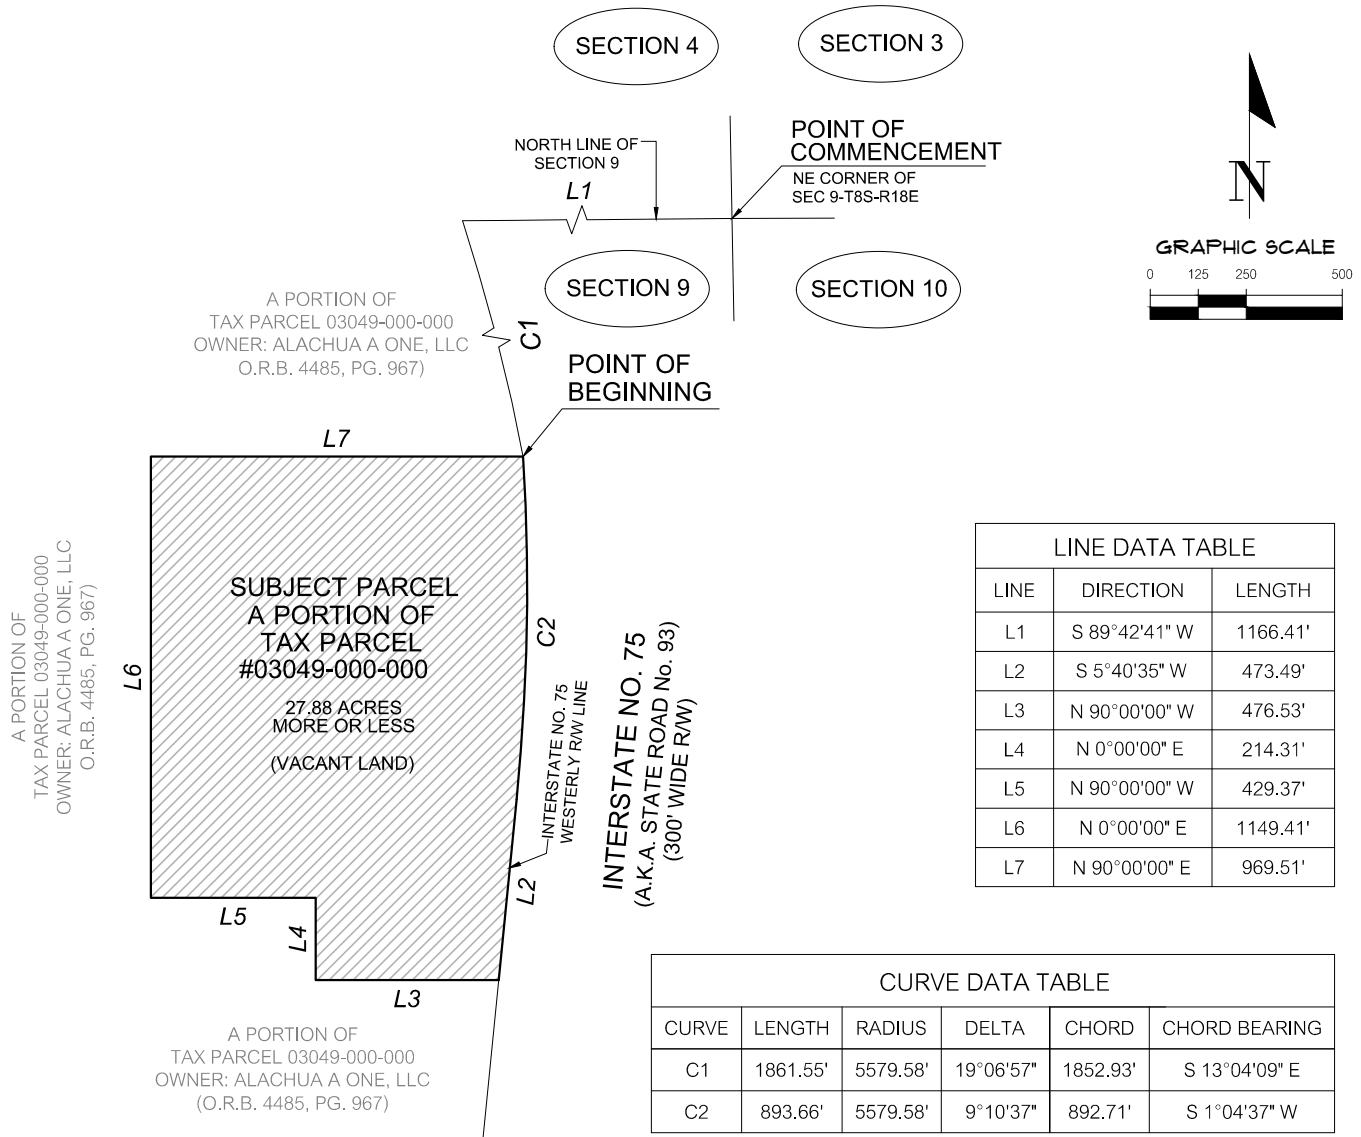 SECTION 4
SECTION 3
NORTH LINE OF
SECTION 9
L1
POINT OF
COMMENCEMENT
NE CORNER OF
SEC 9-T8S-R18E
N
GRAPHIC SCALE
0 125 250 500
SECTION 9
SECTION 10
A PORTION OF
TAX PARCEL 03049-000-000
OWNER: ALACHUA A ONE, LLC
O.R.B. 4485, PG. 967)
C1
POINT OF
BEGINNING
L7
A PORTION OF
TAX PARCEL 03049-000-000
OWNER: ALACHUA A ONE, LLC
O.R.B. 4485, PG. 967)
L6
SUBJECT PARCEL
A PORTION OF
TAX PARCEL
#03049-000-000
27.88 ACRES
MORE OR LESS
(VACANT LAND)
C2
INTERSTATE NO. 75
WESTERLY R/W LINE
INTERSTATE NO. 75
(A.K.A. STATE ROAD No. 93)
(300' WIDE R/W)
L2
L5
L4
L3
A PORTION OF
TAX PARCEL 03049-000-000
OWNER: ALACHUA A ONE, LLC
(O.R.B. 4485, PG. 967)
LINE DATA TABLE
LINE DIRECTION LENGTH
L1 S 89°42'41" W 1166.41'
L2 S 5°40'35" W 473.49'
L3 N 90°00'00" W 476.53'
L4 N 0°00'00" E 214.31'
L5 N 90°00'00" W 429.37'
L6 N 0°00'00" E 1149.41'
L7 N 90°00'00" E 969.51'
CURVE DATA TABLE
CURVE LENGTH RADIUS DELTA CHORD CHORD BEARING
C1 1861.55' 5579.58' 19°06'57" 1852.93' S 13°04'09" E
C2 893.66' 5579.58' 9°10'37" 892.71' S 1°04'37" W